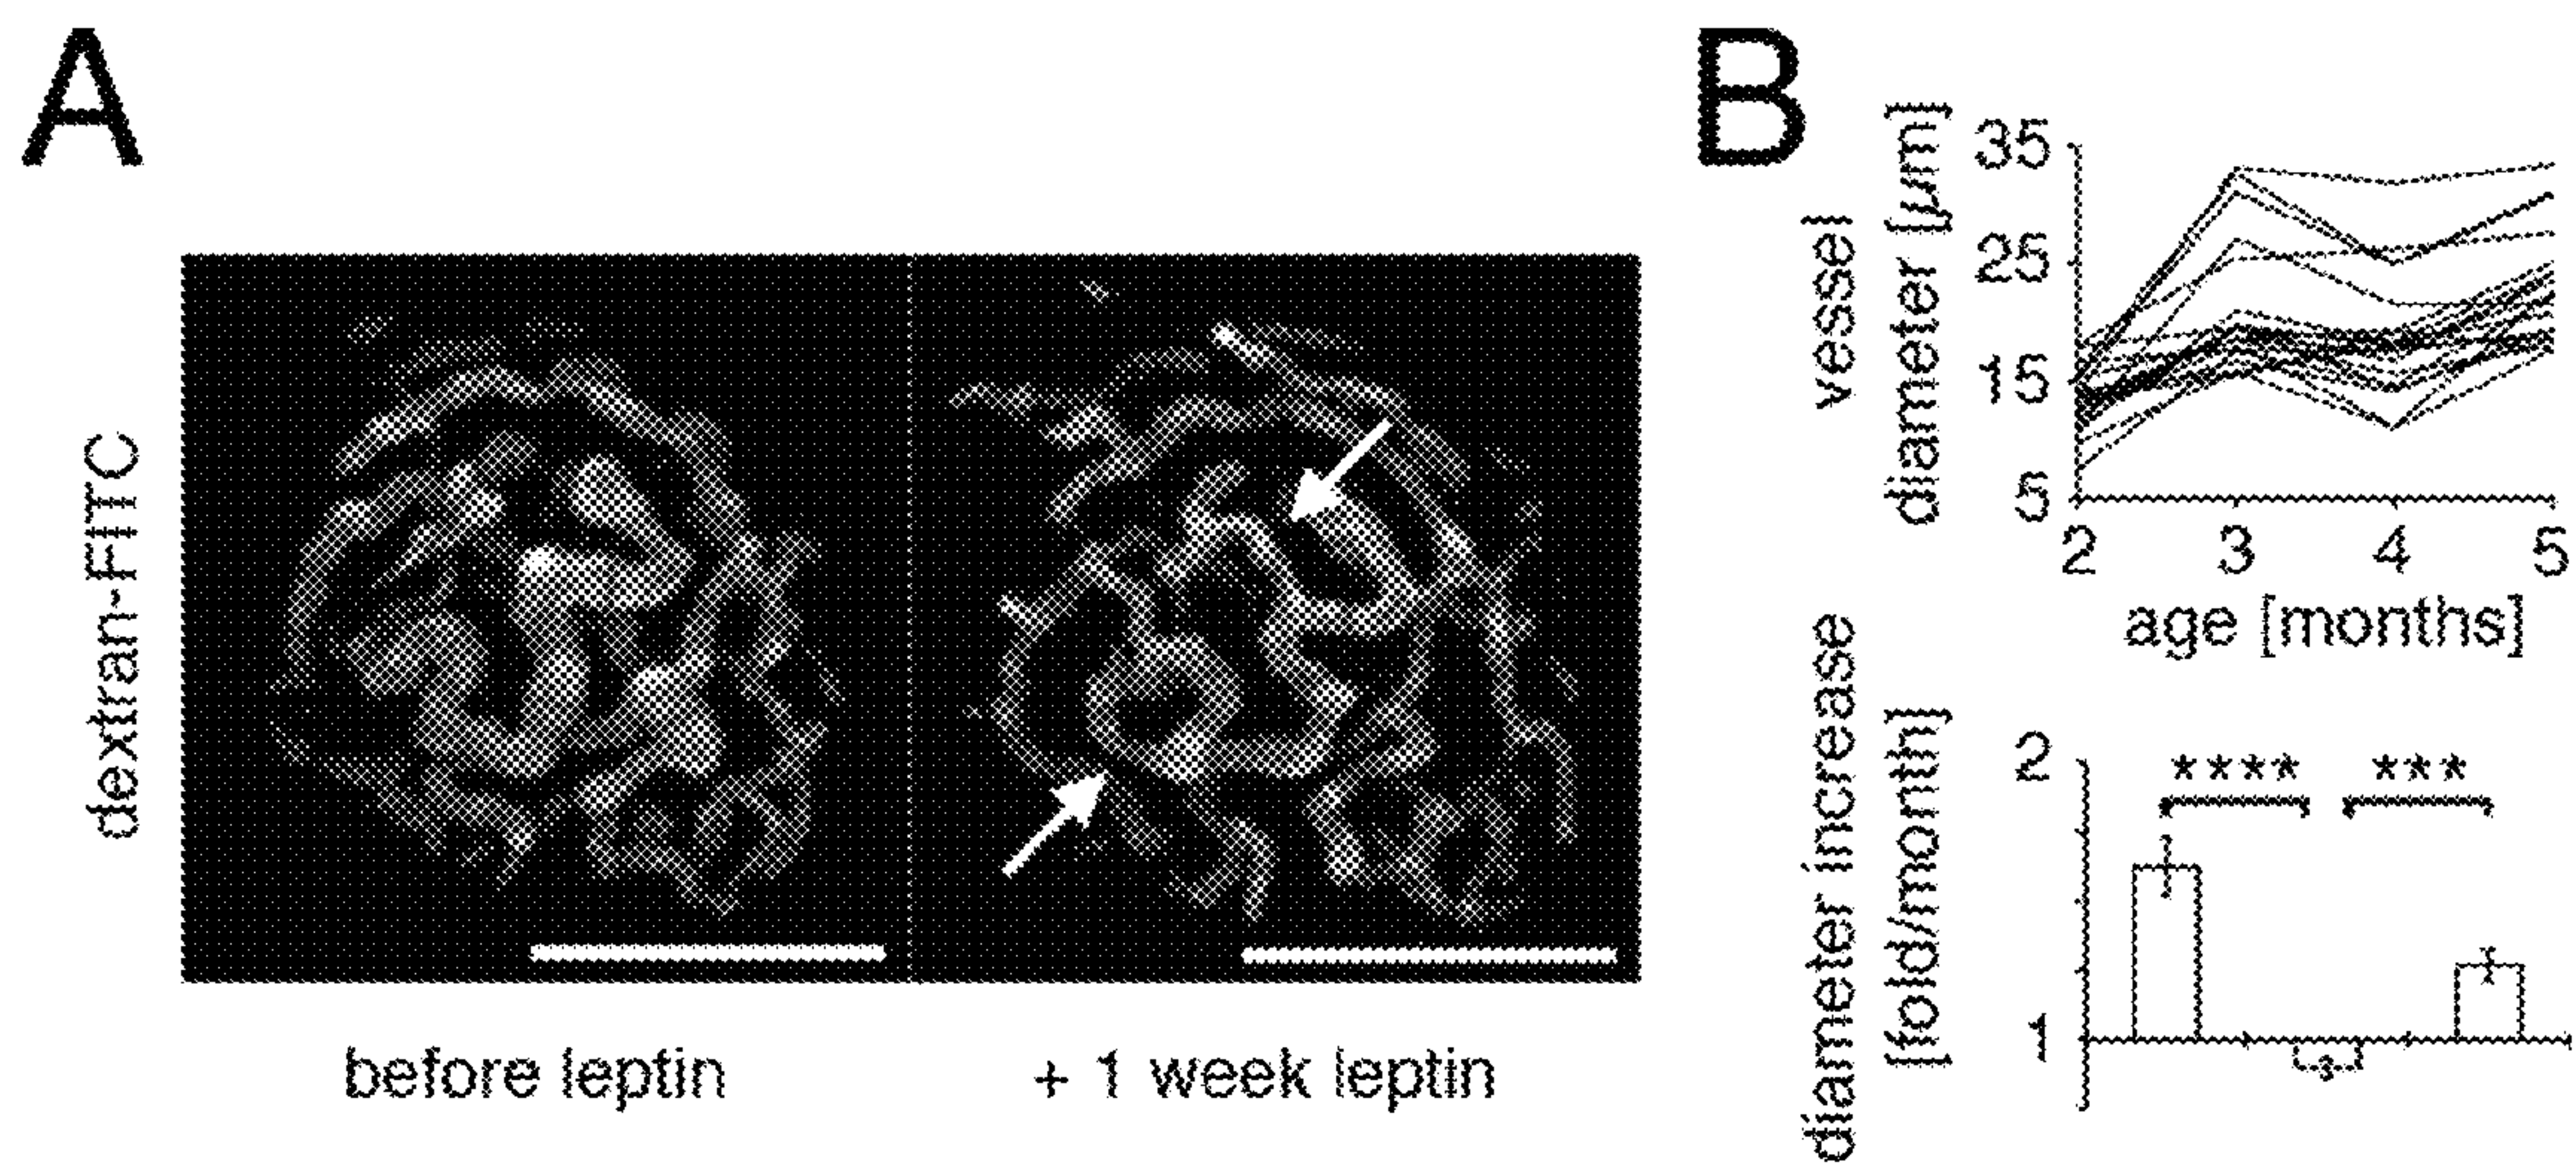 A
dextran-FITC
before leptin
+ 1 week leptin
B
vessel
diameter [μm]
35
25
15
5
2 3 4 5
age [months]
diameter increase
[fold/month]
2
1
**** ***